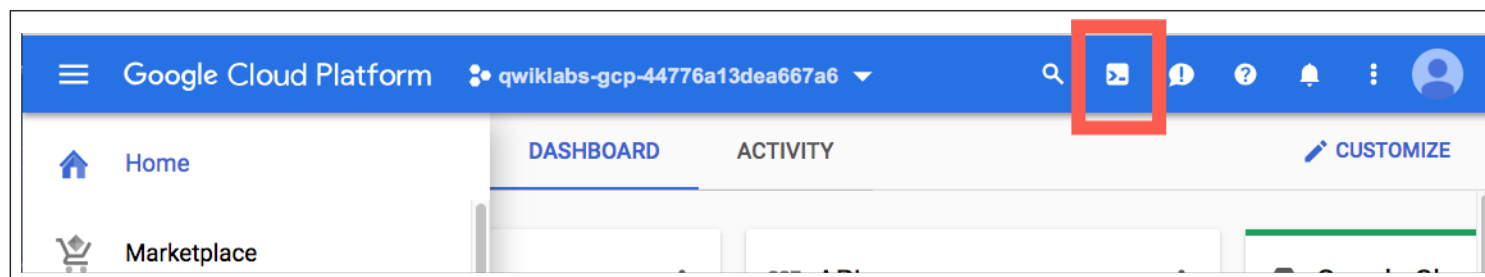 Google Cloud Platform qwiklabs-gcp-44776a13dea667a6
Home
DASHBOARD ACTIVITY CUSTOMIZE
Marketplace